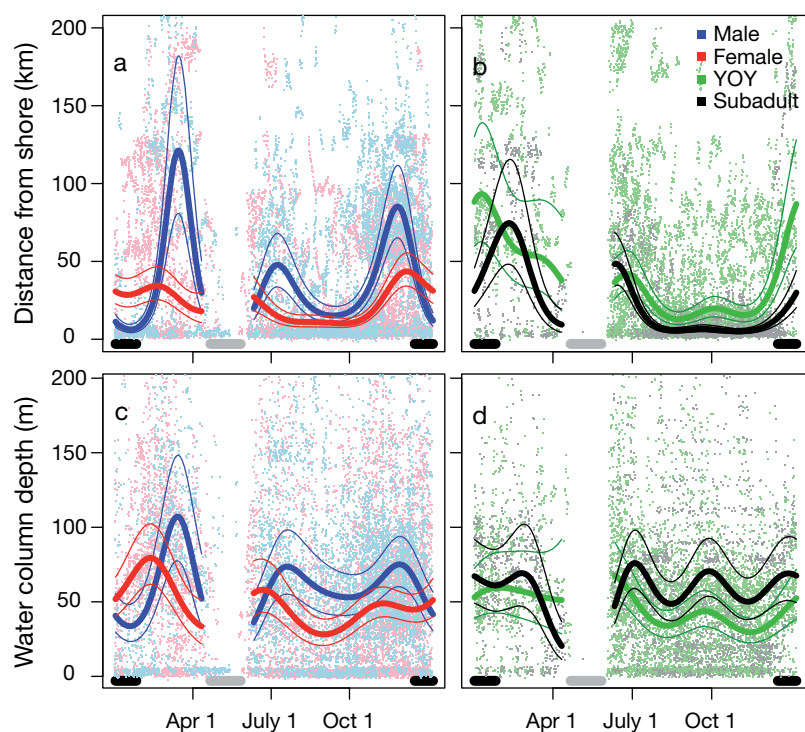 Distance from shore (km)
200
150
100
50
0
a
b
Male
Female
YOY
Subadult
Water column depth (m)
200
150
100
50
0
c
d
Apr 1 July 1 Oct 1
Apr 1 July 1 Oct 1